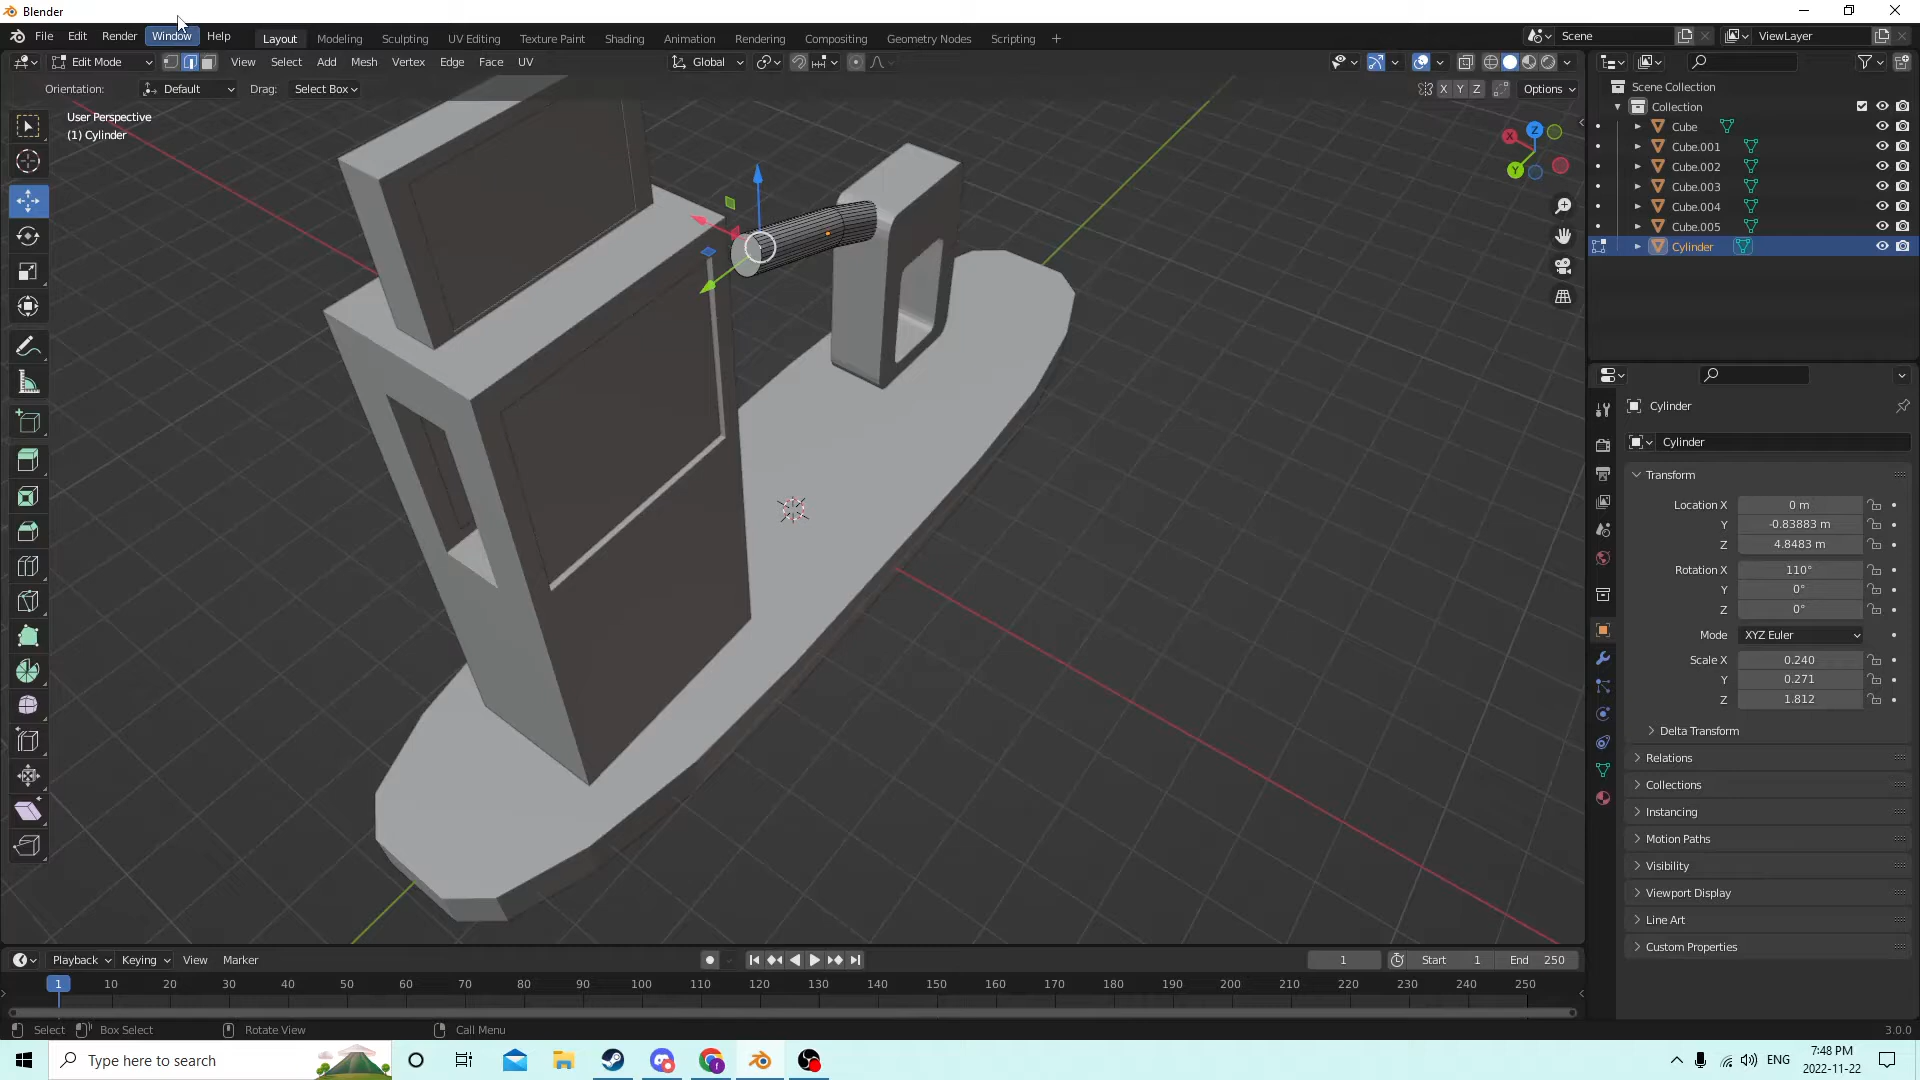 Blender
File Edit Render Window Help Layout Modeling Sculpting UV Editing Texture Paint Shading Animation Rendering Compositing Geometry Nodes Scripting + Scene ViewLayer
Edit Mode View Select Add Mesh Vertex Edge Face UV Global
Orientation: Default Drag: Select Box X Y Z Options
User Perspective
(1) Cylinder
X Z Y
Scene Collection
Collection
Cube
Cube.001
Cube.002
Cube.003
Cube.004
Cube.005
Cylinder
Cylinder
Cylinder
Transform
Location X 0 m
Y -0.83883 m
Z 4.8483 m
Rotation X 110°
Y 0°
Z 0°
Mode XYZ Euler
Scale X 0.240
Y 0.271
Z 1.812
Delta Transform
Relations
Collections
Instancing
Motion Paths
Visibility
Viewport Display
Line Art
Custom Properties
Playback Keying View Marker 1 Start 1 End 250
1 10 20 30 40 50 60 70 80 90 100 110 120 130 140 150 160 170 180 190 200 210 220 230 240 250
Select Box Select Rotate View Call Menu 3.0.0
Type here to search ENG 7:48 PM
2022-11-22